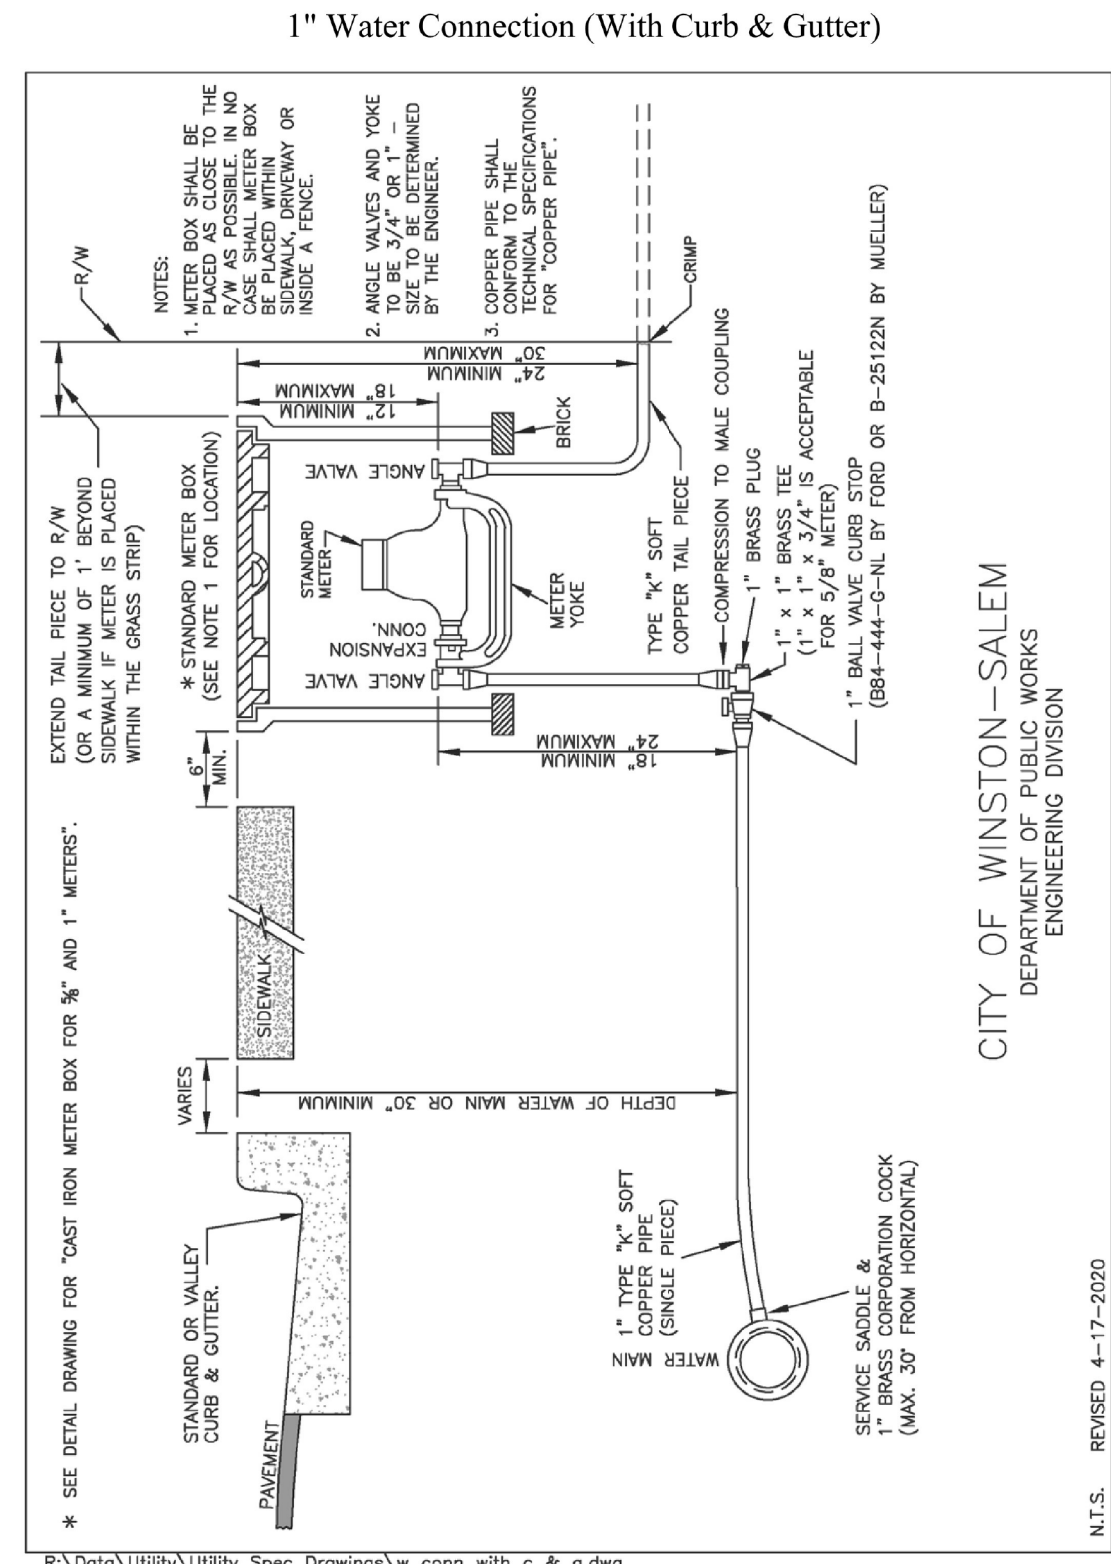 1" Water Connection (With Curb & Gutter)
* SEE DETAIL DRAWING FOR "CAST IRON METER BOX FOR ⅝" AND 1" METERS".
EXTEND TAIL PIECE TO R/W
(OR A MINIMUM OF 1' BEYOND
SIDEWALK IF METER IS PLACED
WITHIN THE GRASS STRIP)
R/W
NOTES:
1. METER BOX SHALL BE
PLACED AS CLOSE TO THE
R/W AS POSSIBLE. IN NO
CASE SHALL METER BOX
BE PLACED WITHIN
SIDEWALK, DRIVEWAY OR
INSIDE A FENCE.
2. ANGLE VALVES AND YOKE
TO BE 3/4" OR 1" –
SIZE TO BE DETERMINED
BY THE ENGINEER.
3. COPPER PIPE SHALL
CONFORM TO THE
TECHNICAL SPECIFICATIONS
FOR "COPPER PIPE".
STANDARD OR VALLEY
CURB & GUTTER.
PAVEMENT
VARIES
SIDEWALK
6"
MIN.
* STANDARD METER BOX
(SEE NOTE 1 FOR LOCATION)
12" MINIMUM
18" MAXIMUM
24" MINIMUM
30" MAXIMUM
ANGLE VALVE
EXPANSION
CONN.
STANDARD
METER
ANGLE VALVE
METER
YOKE
BRICK
18" MINIMUM
24" MAXIMUM
DEPTH OF WATER MAIN OR 30" MINIMUM
TYPE "K" SOFT
COPPER TAIL PIECE
CRIMP
COMPRESSION TO MALE COUPLING
1" BRASS PLUG
1" x 1" BRASS TEE
(1" x 1" x 3/4" IS ACCEPTABLE
FOR 5/8" METER)
1" BALL VALVE CURB STOP
(B84-444-G-NL BY FORD OR B-25122N BY MUELLER)
1" TYPE "K" SOFT
COPPER PIPE
(SINGLE PIECE)
WATER MAIN
SERVICE SADDLE &
1" BRASS CORPORATION COCK
(MAX. 30° FROM HORIZONTAL)
CITY OF WINSTON-SALEM
DEPARTMENT OF PUBLIC WORKS
ENGINEERING DIVISION
N.T.S. REVISED 4-17-2020
R:\Data\Utility\Utility Spec Drawings\w conn with c & g.dwg